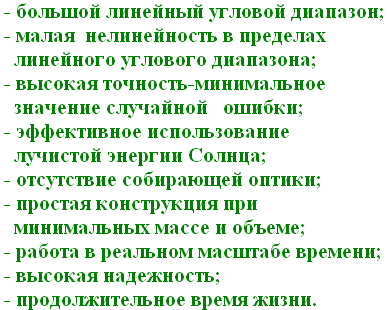 - большой линейный угловой диапазон;
- малая нелинейность в пределах
линейного углового диапазона;
- высокая точность-минимальное
значение случайной ошибки;
- эффективное использование
лучистой энергии Солнца;
- отсутствие собирающей оптики;
- простая конструкция при
минимальных массе и объеме;
- работа в реальном масштабе времени;
- высокая надежность;
- продолжительное время жизни.